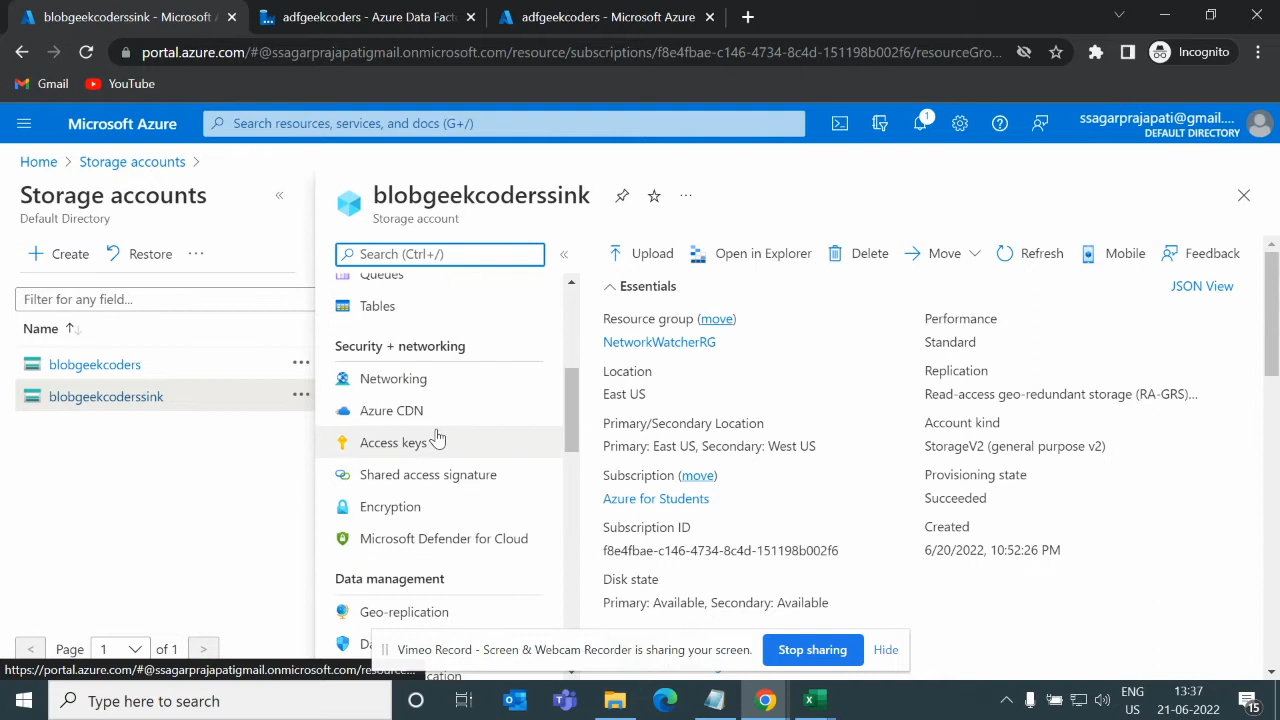 blobgeekcoderssink - Microsoft A
adfgeekcoders - Azure Data Fact
adfgeekcoders - Microsoft Azure
portal.azure.com/#@ssagarprajapatigmail.onmicrosoft.com/resource/subscriptions/f8e4fbae-c146-4734-8c4d-151198b002f6/resourceGro...
Incognito
Gmail
YouTube
Microsoft Azure
Search resources, services, and docs (G+/)
1
ssagarprajapati@gmail....
DEFAULT DIRECTORY
Home > Storage accounts >
Storage accounts
Default Directory
Create
Restore
Filter for any field...
Name
blobgeekcoders
blobgeekcoderssink
Page
1
of 1
blobgeekcoderssink
Storage account
Search (Ctrl+/)
Queues
Tables
Security + networking
Networking
Azure CDN
Access keys
Shared access signature
Encryption
Microsoft Defender for Cloud
Data management
Geo-replication
Upload
Open in Explorer
Delete
Move
Refresh
Mobile
Feedback
Essentials
JSON View
Resource group (move)
NetworkWatcherRG
Location
East US
Primary/Secondary Location
Primary: East US, Secondary: West US
Subscription (move)
Azure for Students
Subscription ID
f8e4fbae-c146-4734-8c4d-151198b002f6
Disk state
Primary: Available, Secondary: Available
Performance
Standard
Replication
Read-access geo-redundant storage (RA-GRS)...
Account kind
StorageV2 (general purpose v2)
Provisioning state
Succeeded
Created
6/20/2022, 10:52:26 PM
Vimeo Record - Screen & Webcam Recorder is sharing your screen.
Stop sharing
Hide
https://portal.azure.com/#@ssagarprajapatigmail.onmicrosoft.com/resource...
Type here to search
ENG
US
13:37
21-06-2022
15